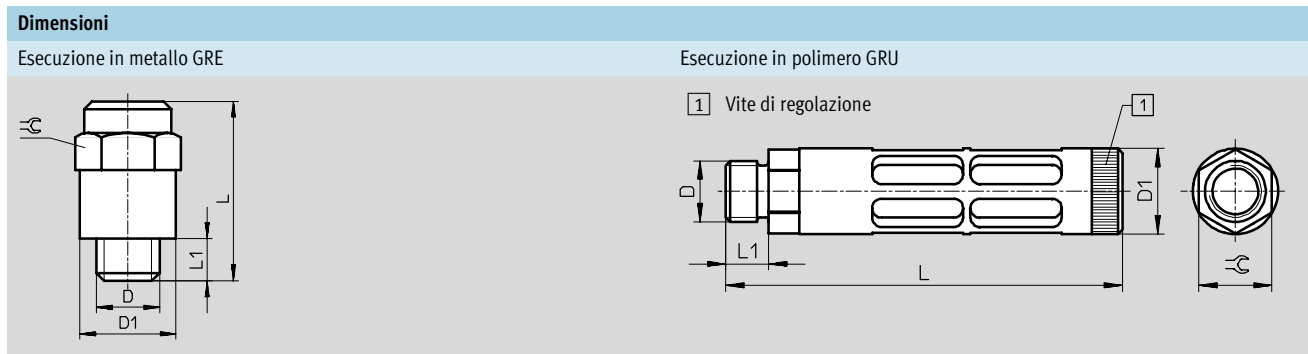 Dimensioni
Esecuzione in metallo GRE
Esecuzione in polimero GRU
1 Vite di regolazione
1
L
L1
D
D1
D
D1
L1
L